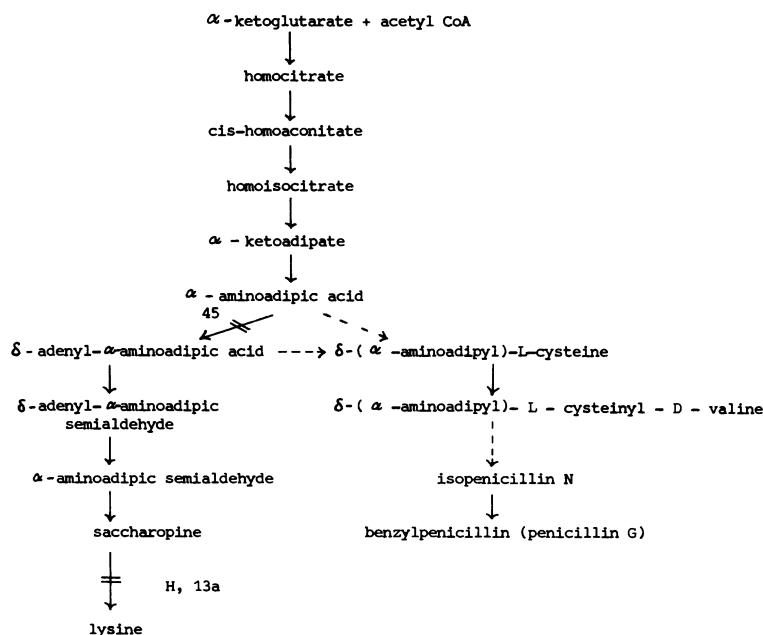 α-ketoglutarate + acetyl CoA
homocitrate
cis-homoaconitate
homoisocitrate
α - ketoadipate
α - aminoadipic acid
45
δ- adenyl-α-aminoadipic acid
δ-( α -aminoadipyl)-L-cysteine
δ-adenyl-α-aminoadipic
semialdehyde
δ-( α -aminoadipyl)- L - cysteinyl - D - valine
α-aminoadipic semialdehyde
isopenicillin N
saccharopine
benzylpenicillin (penicillin G)
H, 13a
lysine